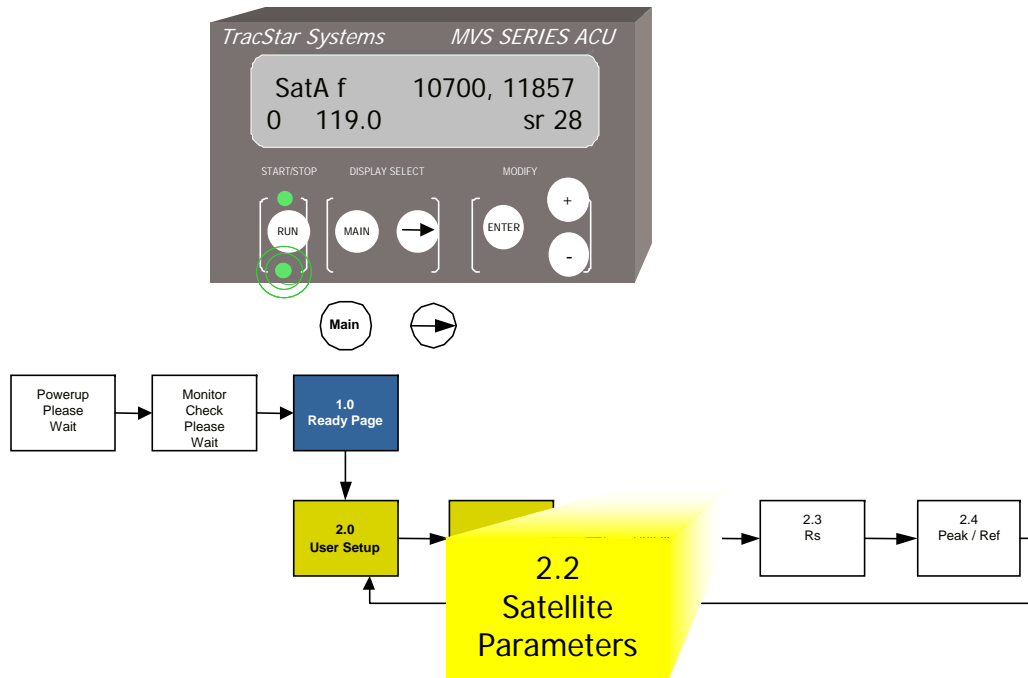 TracStar Systems MVS SERIES ACU
SatA f 10700, 11857
0 119.0 sr 28
START/STOP DISPLAY SELECT MODIFY
RUN MAIN ENTER + -
Main
Powerup
Please
Wait
Monitor
Check
Please
Wait
1.0
Ready Page
2.0
User Setup
2.2
Satellite
Parameters
2.3
Rs
2.4
Peak / Ref